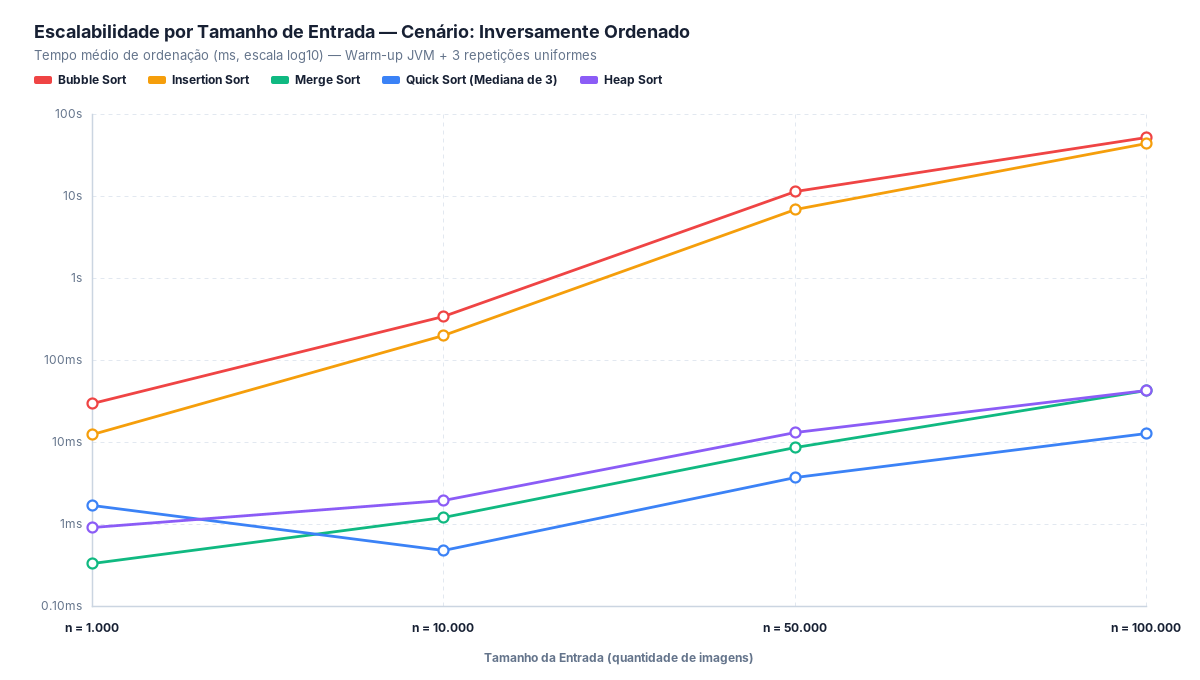 Escalabilidade por Tamanho de Entrada — Cenário: Inversamente Ordenado
Tempo médio de ordenação (ms, escala log10) — Warm-up JVM + 3 repetições uniformes
Bubble Sort Insertion Sort Merge Sort Quick Sort (Mediana de 3) Heap Sort
100s
10s
1s
100ms
10ms
1ms
0.10ms
n = 1.000 n = 10.000 n = 50.000 n = 100.000
Tamanho da Entrada (quantidade de imagens)